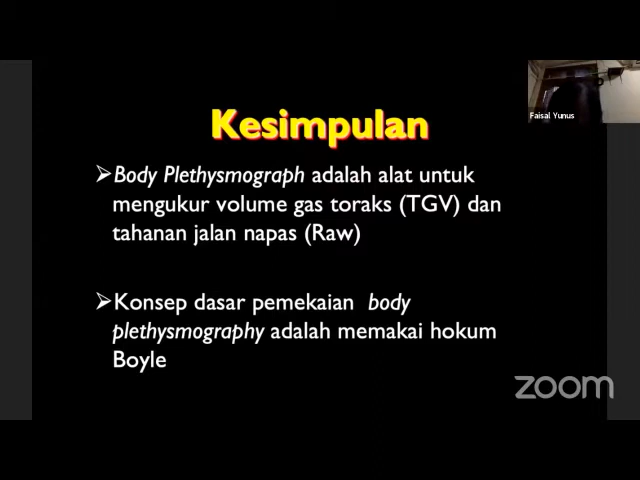 Kesimpulan
Faisal Yunus
➢Body Plethysmograph adalah alat untuk
mengukur volume gas toraks (TGV) dan
tahanan jalan napas (Raw)
➢Konsep dasar pemekaian body
plethysmography adalah memakai hokum
Boyle
zoom